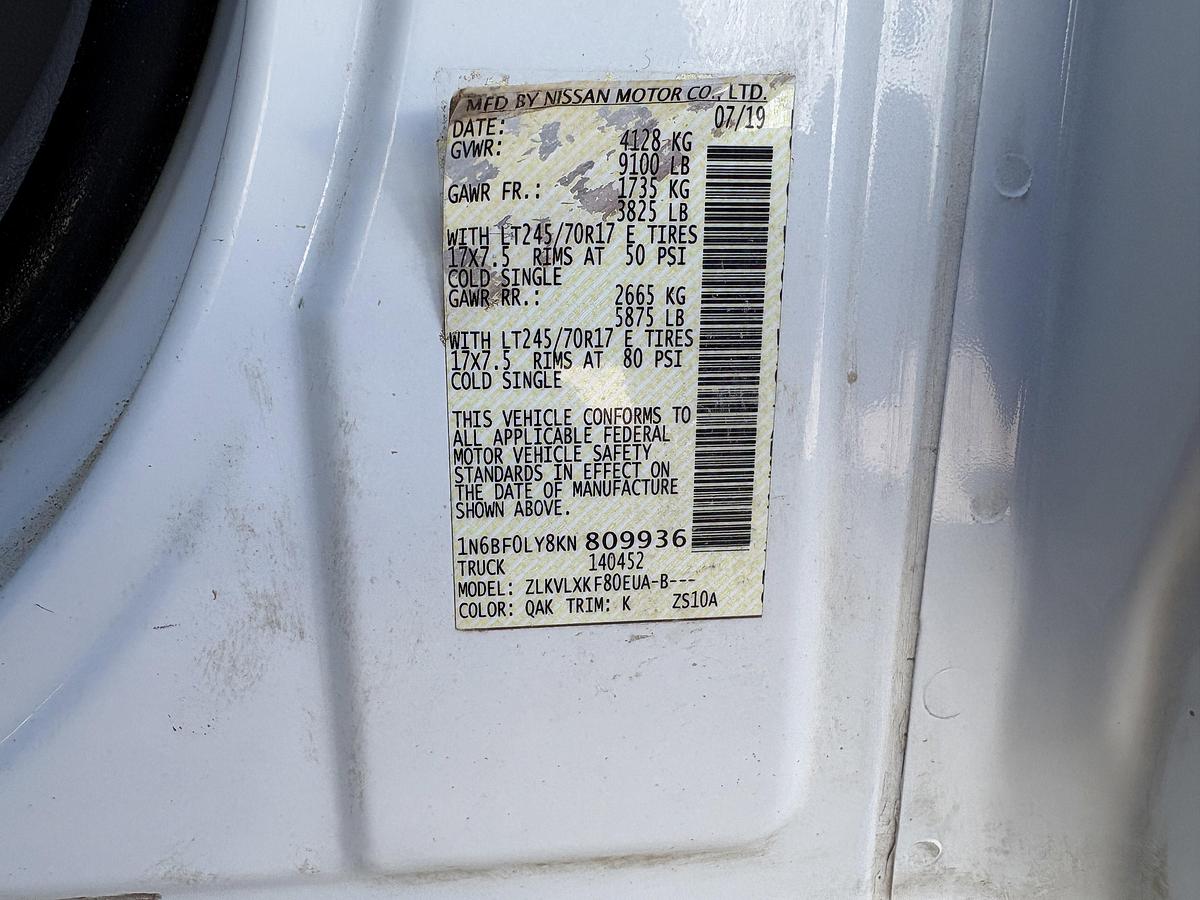 MFD BY NISSAN MOTOR CO., LTD.
DATE: 07/19
GVWR: 4128 KG
9100 LB
GAWR FR.: 1735 KG
3825 LB
WITH LT245/70R17 E TIRES
17X7.5 RIMS AT 50 PSI
COLD SINGLE
GAWR RR.: 2665 KG
5875 LB
WITH LT245/70R17 E TIRES
17X7.5 RIMS AT 80 PSI
COLD SINGLE
THIS VEHICLE CONFORMS TO
ALL APPLICABLE FEDERAL
MOTOR VEHICLE SAFETY
STANDARDS IN EFFECT ON
THE DATE OF MANUFACTURE
SHOWN ABOVE.
1N6BF0LY8KN 809936
TRUCK 140452
MODEL: ZLKVLXKF80EUA-B---
COLOR: QAK TRIM: K ZS10A